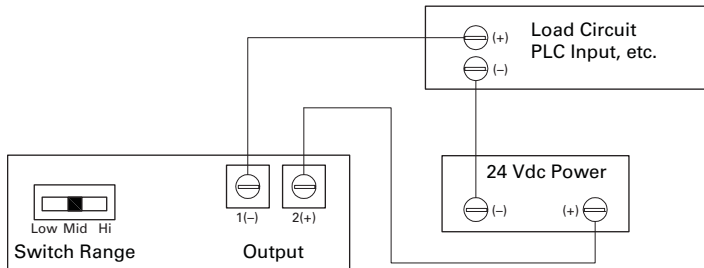 Load Circuit
PLC Input, etc.
(+)
(–)
24 Vdc Power
(–)
(+)
1(–)
2(+)
Low Mid Hi
Switch Range
Output